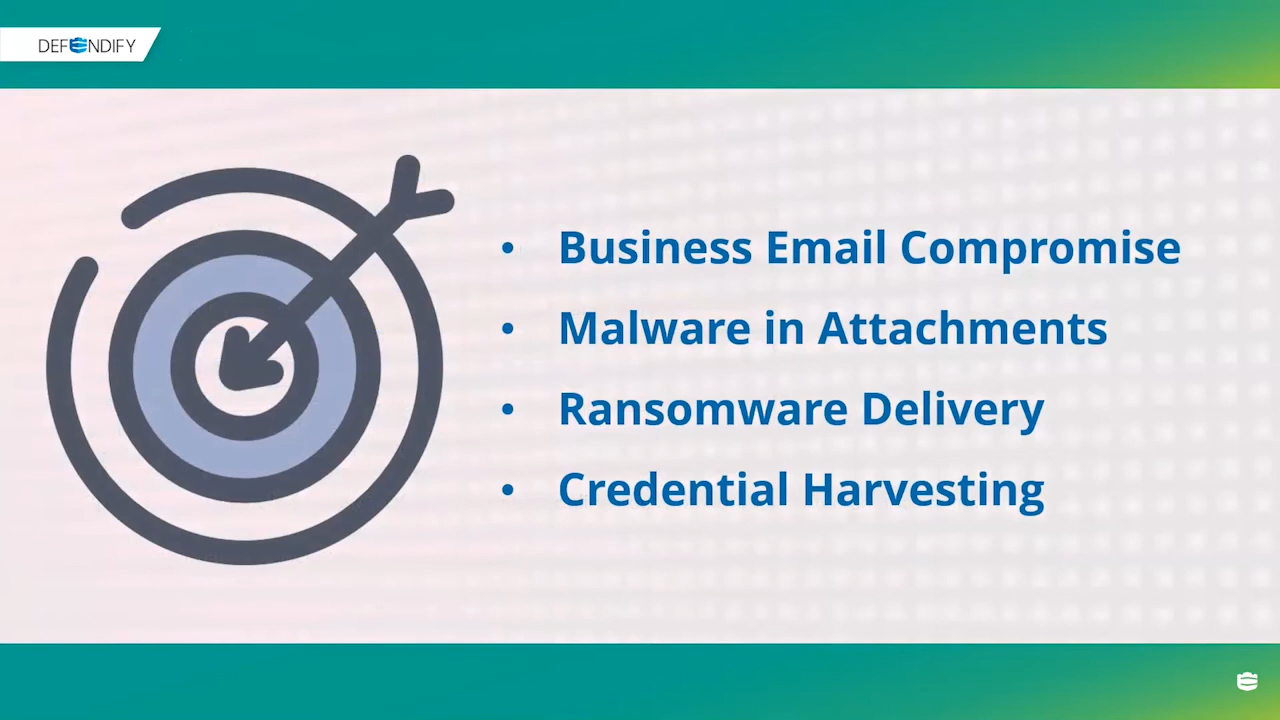 DEFENDIFY
• Business Email Compromise
• Malware in Attachments
• Ransomware Delivery
• Credential Harvesting